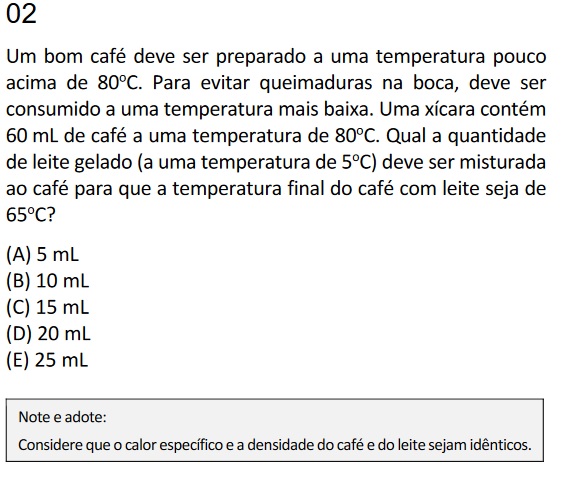 02
Um bom café deve ser preparado a uma temperatura pouco
acima de 80ºC. Para evitar queimaduras na boca, deve ser
consumido a uma temperatura mais baixa. Uma xícara contém
60 mL de café a uma temperatura de 80ºC. Qual a quantidade
de leite gelado (a uma temperatura de 5ºC) deve ser misturada
ao café para que a temperatura final do café com leite seja de
65ºC?
(A) 5 mL
(B) 10 mL
(C) 15 mL
(D) 20 mL
(E) 25 mL
Note e adote:
Considere que o calor específico e a densidade do café e do leite sejam idênticos.